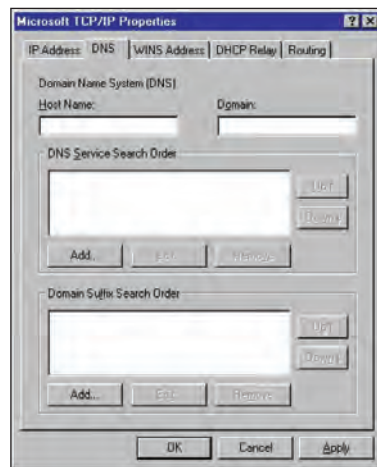 Microsoft TCP/IP Properties
IP Address DNS WINS Address DHCP Relay Routing
Domain Name System (DNS)
Host Name: Domain:
DNS Service Search Order
Up↑
Down↓
Add... Edit... Remove
Domain Suffix Search Order
Up↑
Down↓
Add... Edit... Remove
OK Cancel Apply